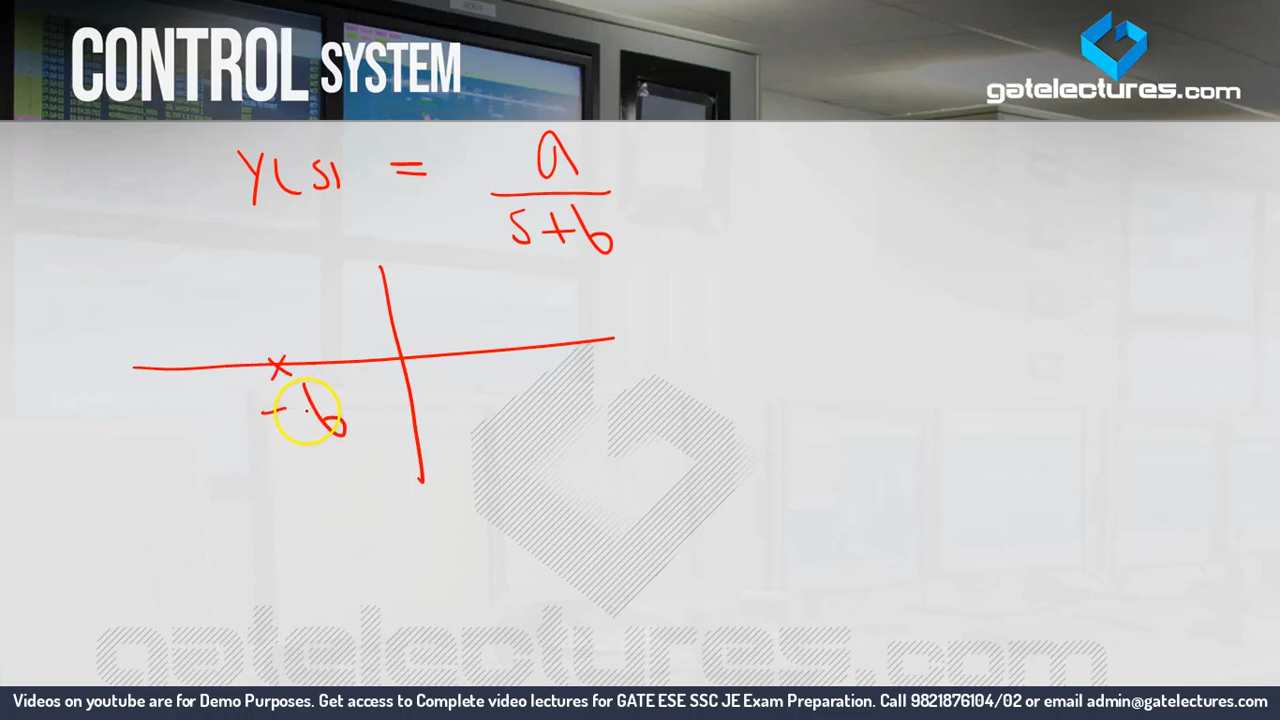 CONTROL SYSTEM
gatelectures.com
Y(s) = a
s+b
-b
gatelectures.com
Videos on youtube are for Demo Purposes. Get access to Complete video lectures for GATE ESE SSC JE Exam Preparation. Call 9821876104/02 or email admin@gatelectures.com